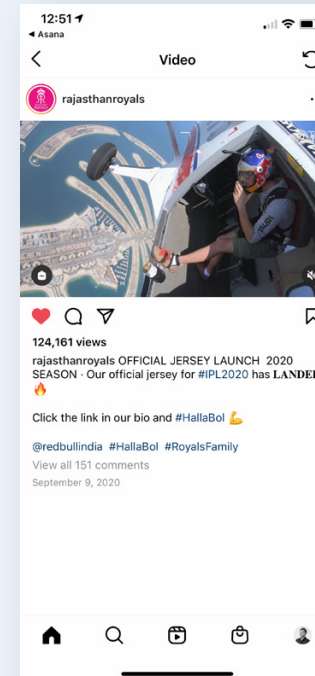 12:51
Asana
Video
rajasthanroyals
124,161 views
rajasthanroyals OFFICIAL JERSEY LAUNCH 2020
SEASON - Our official jersey for #IPL2020 has
🔥
Click the link in our bio and #HallaBol 💪
@redbullindia #HallaBol #RoyalsFamily
View all 151 comments
September 9, 2020